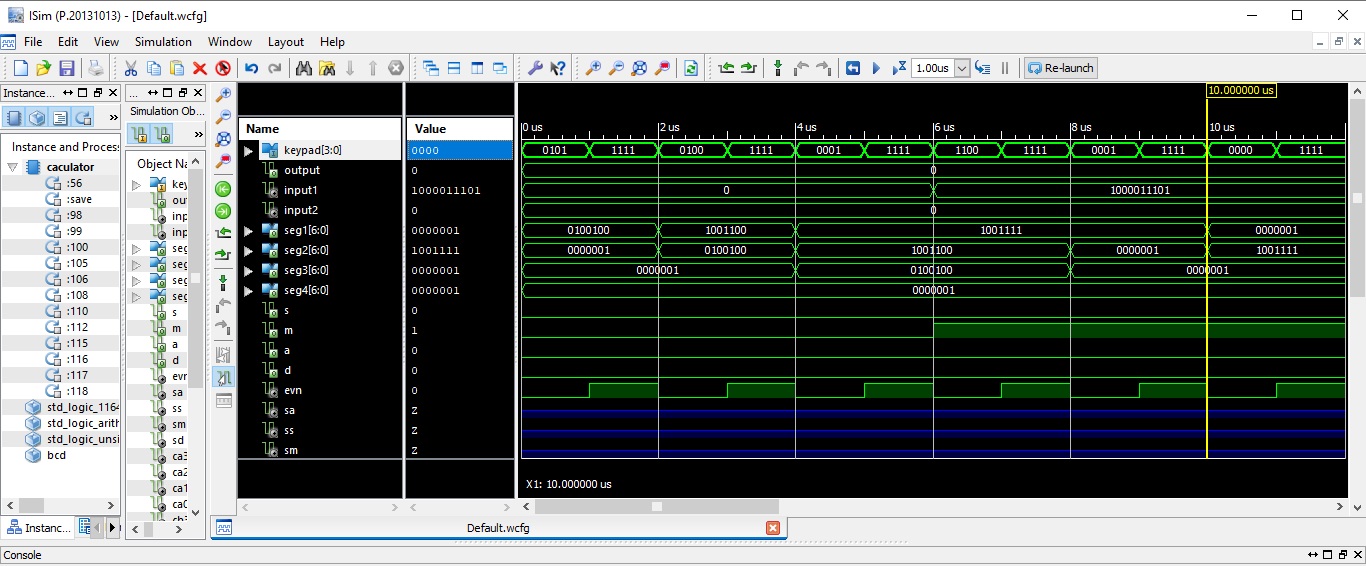 ISim (P.20131013) - [Default.wcfg]
File Edit View Simulation Window Layout Help
1.00us Re-launch
Instance...
...
Simulation Ob...
Instance and Process
Object Na
caculator
:56
:save
:98
:99
:100
:105
:106
:108
:110
:112
:115
:116
:117
:118
std_logic_1164
std_logic_arith
std_logic_unsi
bcd
key
out
inp
inp
seg
seg
seg
seg
s
m
a
d
evn
sa
ss
sm
sd
ca3
ca2
ca1
ca0
cb3
Name Value
keypad[3:0] 0000
output 0
input1 1000011101
input2 0
seg1[6:0] 0000001
seg2[6:0] 1001111
seg3[6:0] 0000001
seg4[6:0] 0000001
s 0
m 1
a 0
d 0
evn 0
sa Z
ss Z
sm Z
10.000000 us
0 us 2 us 4 us 6 us 8 us 10 us
0101 1111 0100 1111 0001 1111 1100 1111 0001 1111 0000 1111
0
0 1000011101
0
0100100 1001100 1001111 0000001
0000001 0100100 1001100 0000001 1001111
0000001 0100100 0000001
0000001
X1: 10.000000 us
Instanc...
Default.wcfg
Console